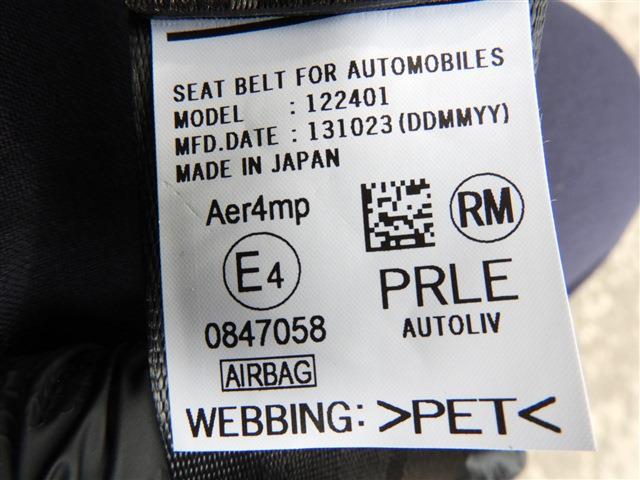 SEAT BELT FOR AUTOMOBILES
MODEL : 122401
MFD.DATE : 131023 (DDMMYY)
MADE IN JAPAN
Aer4mp
RM
E4
PRLE
0847058
AUTOLIV
AIRBAG
WEBBING: >PET<